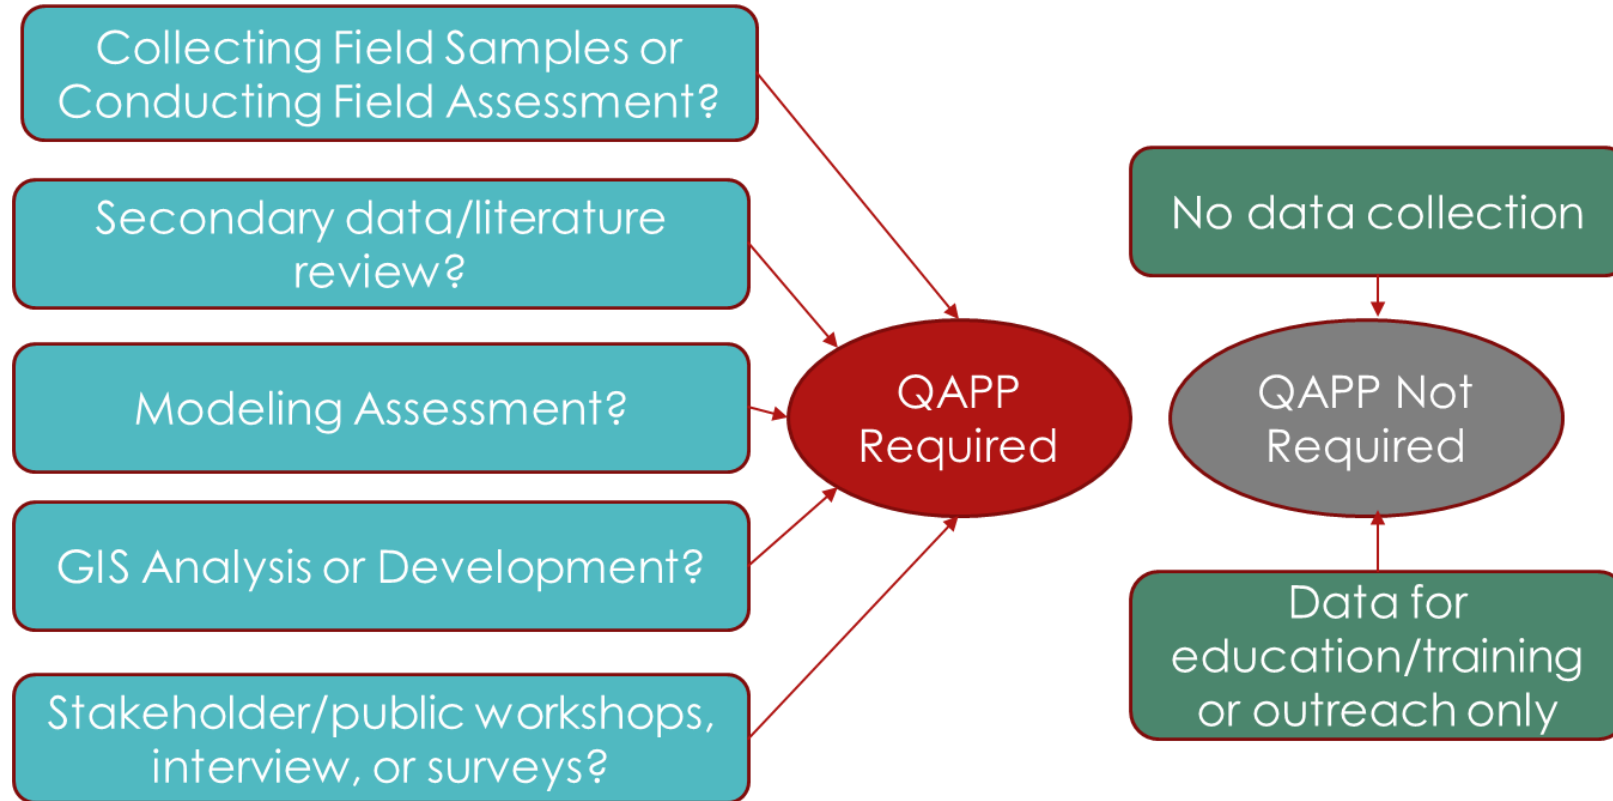 Collecting Field Samples or
Conducting Field Assessment?
Secondary data/literature
review?
Modeling Assessment?
GIS Analysis or Development?
Stakeholder/public workshops,
interview, or surveys?
QAPP
Required
No data collection
QAPP Not
Required
Data for
education/training
or outreach only